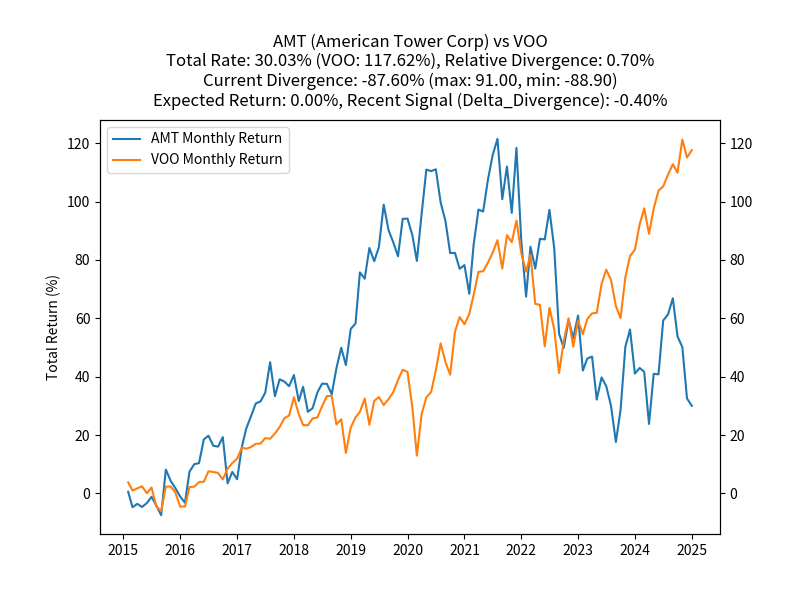 AMT (American Tower Corp) vs VOO
Total Rate: 30.03% (VOO: 117.62%), Relative Divergence: 0.70%
Current Divergence: -87.60% (max: 91.00, min: -88.90)
Expected Return: 0.00%, Recent Signal (Delta_Divergence): -0.40%
AMT Monthly Return
VOO Monthly Return
Total Return (%)
120 120
100 100
80 80
60 60
40 40
20 20
0 0
2015 2016 2017 2018 2019 2020 2021 2022 2023 2024 2025